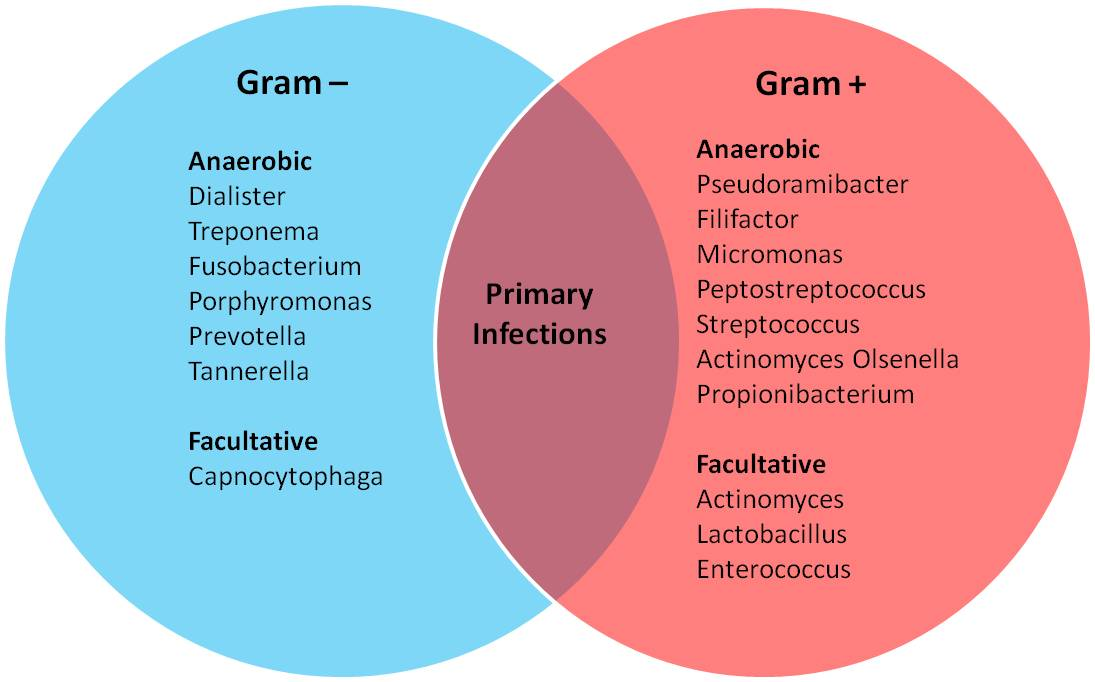 Gram –
Anaerobic
Dialister
Treponema
Fusobacterium
Porphyromonas
Prevotella
Tannerella
Facultative
Capnocytophaga
Primary
Infections
Gram +
Anaerobic
Pseudoramibacter
Filifactor
Micromonas
Peptostreptococcus
Streptococcus
Actinomyces Olsenella
Propionibacterium
Facultative
Actinomyces
Lactobacillus
Enterococcus